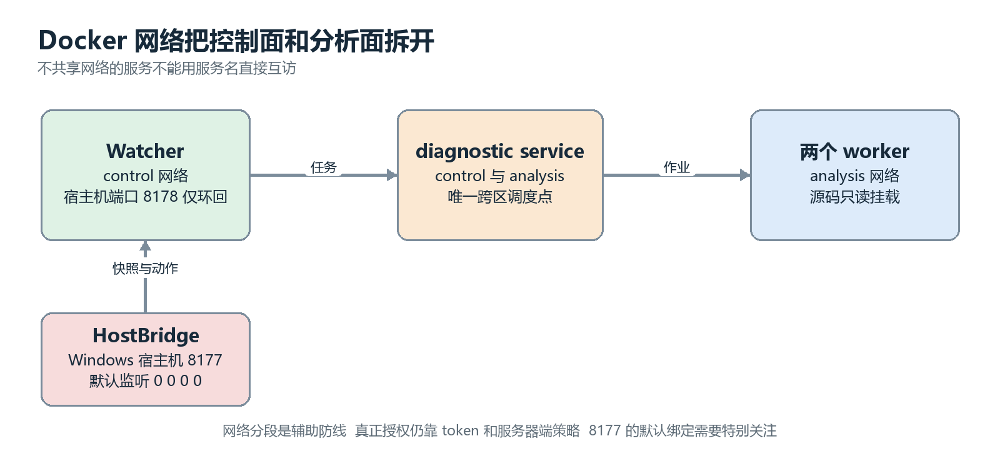 Docker 网络把控制面和分析面拆开
不共享网络的服务不能用服务名直接互访
Watcher
control 网络
宿主机端口 8178 仅环回
任务
diagnostic service
control 与 analysis
唯一跨区调度点
作业
两个 worker
analysis 网络
源码只读挂载
快照与动作
HostBridge
Windows 宿主机 8177
默认监听 0 0 0 0
网络分段是辅助防线  真正授权仍靠 token 和服务器端策略  8177 的默认绑定需要特别关注